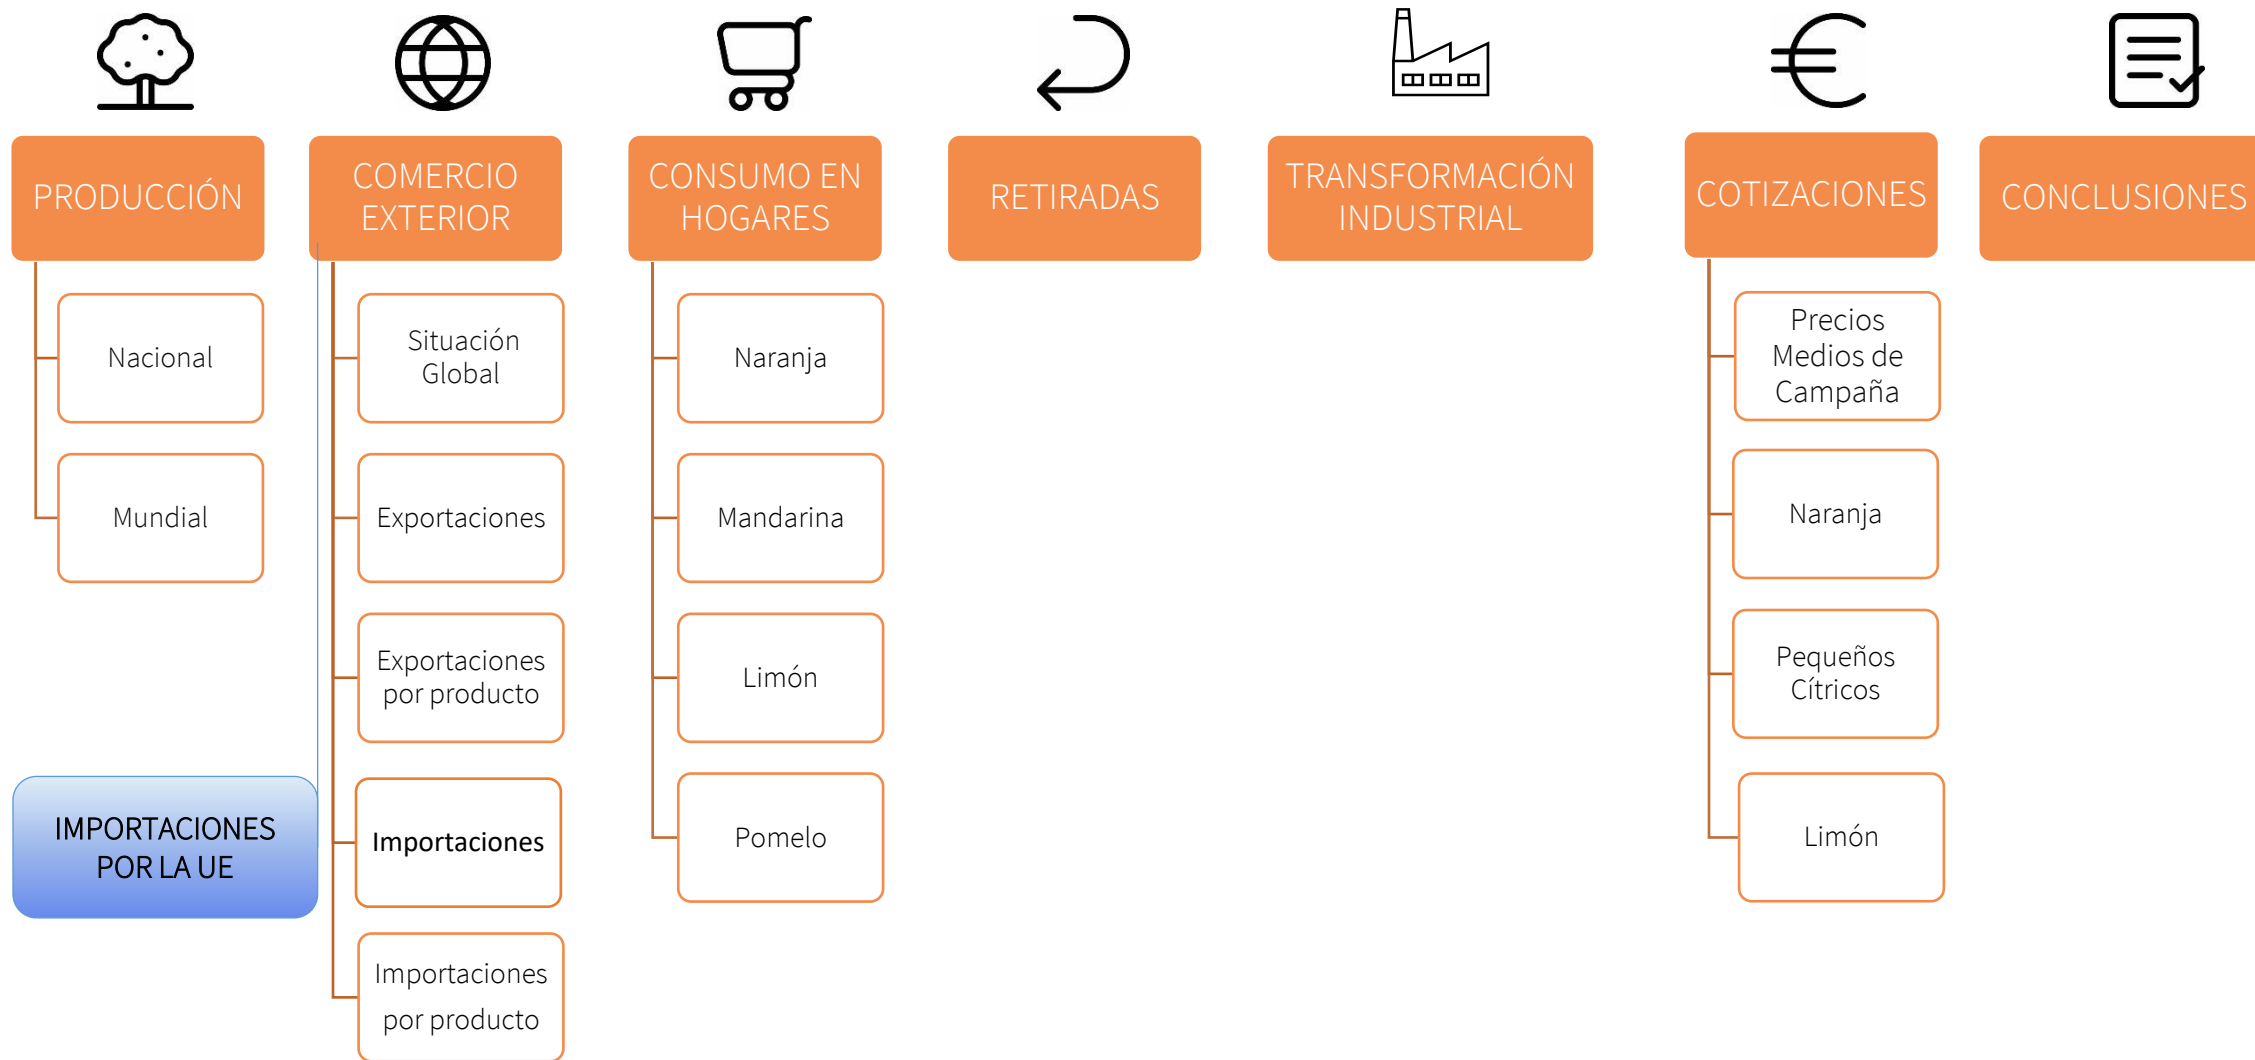 PRODUCCIÓN
Nacional
Mundial
COMERCIO
EXTERIOR
Situación
Global
Exportaciones
Exportaciones
por producto
Importaciones
Importaciones
por producto
IMPORTACIONES
POR LA UE
CONSUMO EN
HOGARES
Naranja
Mandarina
Limón
Pomelo
RETIRADAS
TRANSFORMACIÓN
INDUSTRIAL
COTIZACIONES
Precios
Medios de
Campaña
Naranja
Pequeños
Cítricos
Limón
CONCLUSIONES